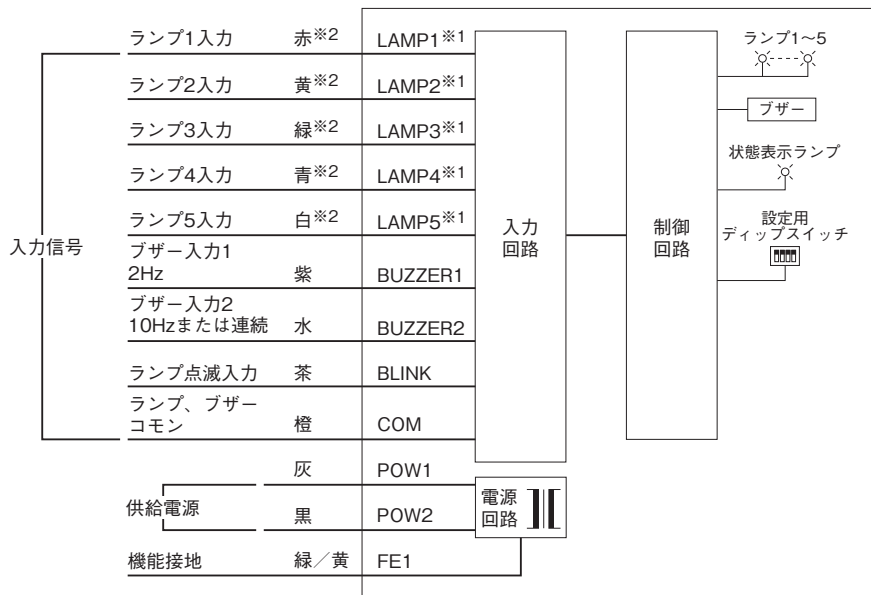 ランプ1入力 赤※2 LAMP1※1
ランプ2入力 黄※2 LAMP2※1
ランプ3入力 緑※2 LAMP3※1
ランプ4入力 青※2 LAMP4※1
ランプ5入力 白※2 LAMP5※1
入力信号
ブザー入力1
2Hz 紫 BUZZER1
ブザー入力2
10Hzまたは連続 水 BUZZER2
ランプ点滅入力 茶 BLINK
ランプ、ブザー
コモン 橙 COM
灰 POW1
供給電源
黒 POW2
機能接地 緑/黄 FE1
入力
回路
電源
回路
制御
回路
ランプ1~5
ブザー
状態表示ランプ
設定用
ディップスイッチ